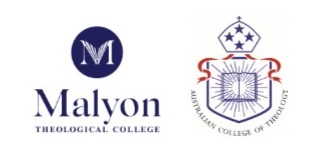 M
Malyon
THEOLOGICAL COLLEGE
AUSTRALIAN COLLEGE OF THEOLOGY